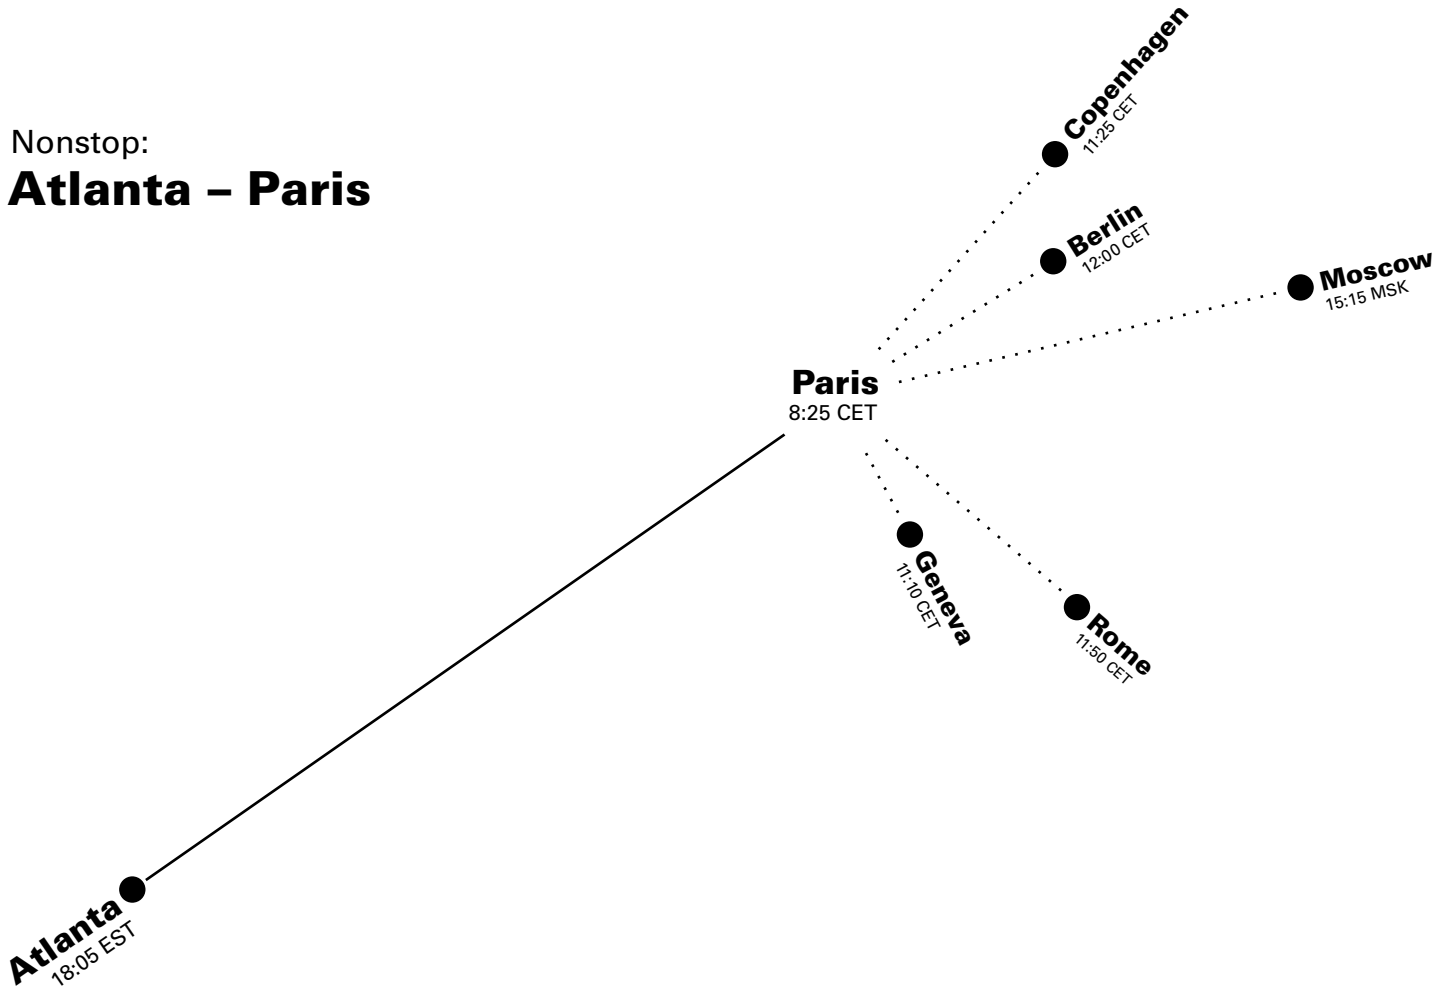 Nonstop:
Atlanta – Paris
Copenhagen
11:25 CET
Berlin
12:00 CET
Moscow
15:15 MSK
Paris
8:25 CET
Geneva
11:10 CET
Rome
11:50 CET
Atlanta
18:05 EST